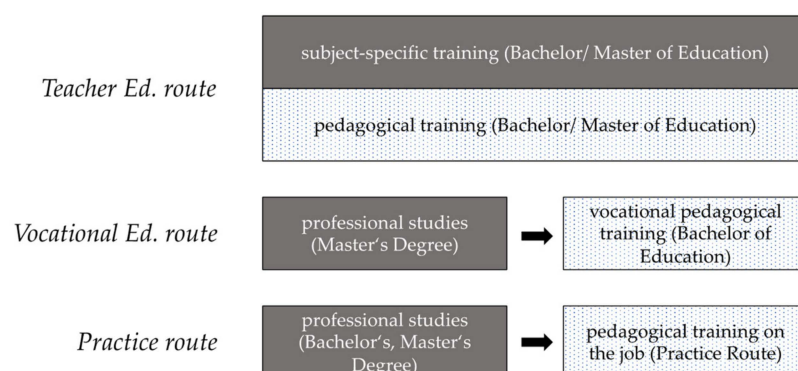 Teacher Ed. route
subject-specific training (Bachelor/ Master of Education)
pedagogical training (Bachelor/ Master of Education)
Vocational Ed. route
professional studies
(Master's Degree)
vocational pedagogical
training (Bachelor of
Education)
Practice route
professional studies
(Bachelor's, Master's
Degree)
pedagogical training on
the job (Practice Route)